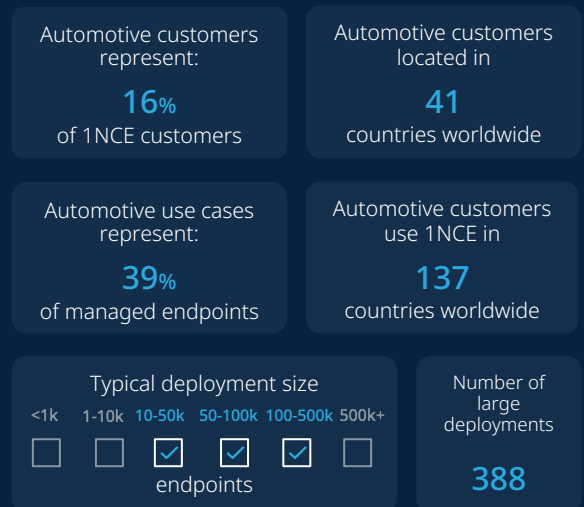 Automotive customers
represent:
16%
of 1NCE customers
Automotive customers
located in
41
countries worldwide
Automotive use cases
represent:
39%
of managed endpoints
Automotive customers
use 1NCE in
137
countries worldwide
Typical deployment size
<1k 1-10k 10-50k 50-100k 100-500k 500k+
endpoints
Number of
large
deployments
388